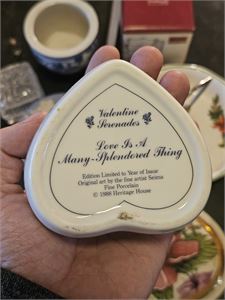 Valentine
Serenades
Love Is A
Many-Splendored Thing
Edition Limited to Year of Issue
Original art by the fine artist Seima
Fine Porcelain
© 1988 Heritage House